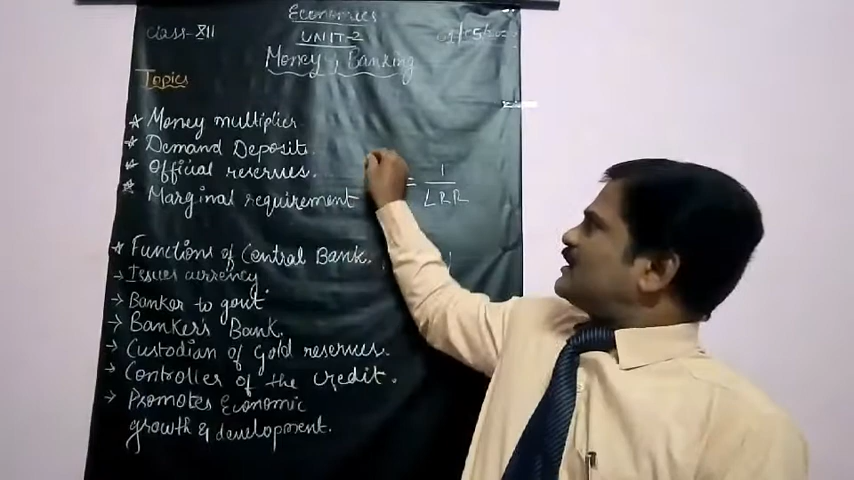 Economics
Class-XII
UNIT-2
Money & Banking
Topics
☆ Money multiplier.
☆ Demand Deposits.
☆ Official reserves.
☆ Marginal requirement
= 1
LRR
☆ Functions of Central Bank.
→ Issues currency
→ Banker to govt.
→ Banker's Bank.
→ Custodian of gold reserves.
→ Controller of the credit.
→ Promotes Economic
growth & development.